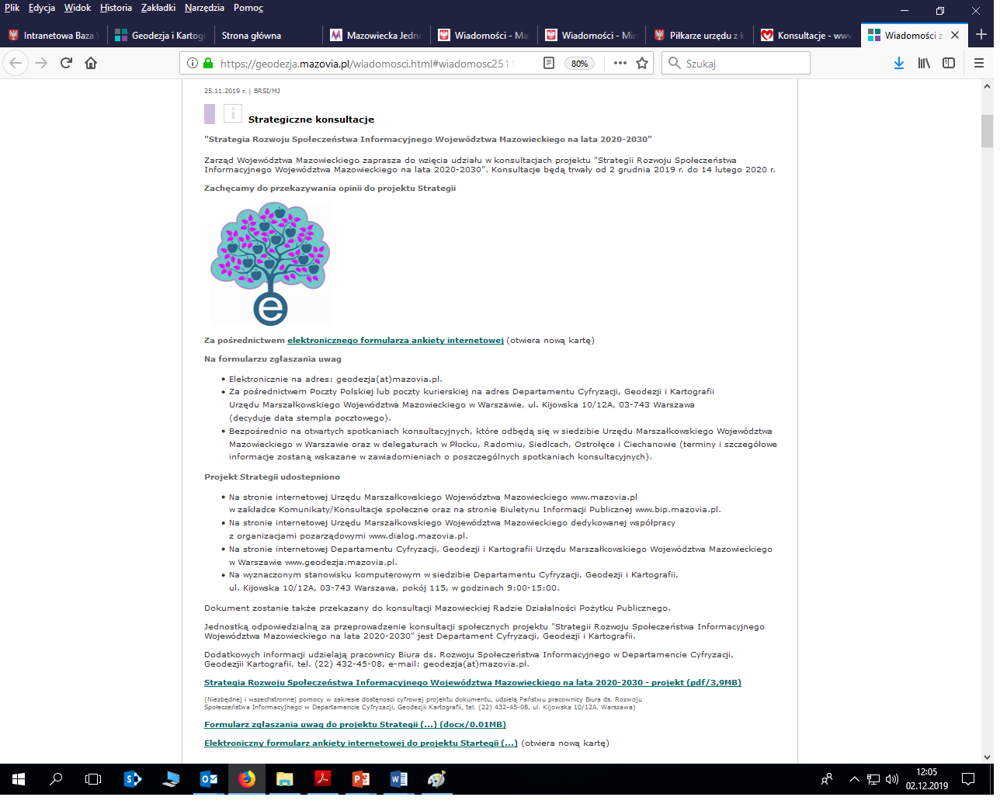 Plik Edycja Widok Historia Zakładki Narzędzia Pomoc
Intranetowa Baza
Geodezja i Kartogr
Strona główna
Mazowiecka Jedn
Wiadomości - Ma
Wiadomości - Min
Piłkarze urzędu z k
Konsultacje - www
Wiadomości z
https://geodezja.mazovia.pl/wiadomosci.html#wiadomosc2511
80%
Szukaj
25.11.2019 r. | BRSI/MJ
Strategiczne konsultacje
"Strategia Rozwoju Społeczeństwa Informacyjnego Województwa Mazowieckiego na lata 2020-2030"
Zarząd Województwa Mazowieckiego zaprasza do wzięcia udziału w konsultacjach projektu "Strategii Rozwoju Społeczeństwa
Informacyjnego Województwa Mazowieckiego na lata 2020-2030". Konsultacje będą trwały od 2 grudnia 2019 r. do 14 lutego 2020 r.
Zachęcamy do przekazywania opinii do projektu Strategii
e
Za pośrednictwem elektronicznego formularza ankiety internetowej (otwiera nową kartę)
Na formularzu zgłaszania uwag
• Elektronicznie na adres: geodezja(at)mazovia.pl.
• Za pośrednictwem Poczty Polskiej lub poczty kurierskiej na adres Departamentu Cyfryzacji, Geodezji i Kartografii
Urzędu Marszałkowskiego Województwa Mazowieckiego w Warszawie, ul. Kijowska 10/12A, 03-743 Warszawa
(decyduje data stempla pocztowego).
• Bezpośrednio na otwartych spotkaniach konsultacyjnych, które odbędą się w siedzibie Urzędu Marszałkowskiego Województwa
Mazowieckiego w Warszawie oraz w delegaturach w Płocku, Radomiu, Siedlcach, Ostrołęce i Ciechanowie (terminy i szczegółowe
informacje zostaną wskazane w zawiadomieniach o poszczególnych spotkaniach konsultacyjnych).
Projekt Strategii udostepniono
• Na stronie internetowej Urzędu Marszałkowskiego Województwa Mazowieckiego www.mazovia.pl
w zakładce Komunikaty/Konsultacje społeczne oraz na stronie Biuletynu Informacji Publicznej www.bip.mazovia.pl.
• Na stronie internetowej Urzędu Marszałkowskiego Województwa Mazowieckiego dedykowanej współpracy
z organizacjami pozarządowymi www.dialog.mazovia.pl.
• Na stronie internetowej Departamentu Cyfryzacji, Geodezji i Kartografii Urzędu Marszałkowskiego Województwa Mazowieckiego
w Warszawie www.geodezja.mazovia.pl.
• Na wyznaczonym stanowisku komputerowym w siedzibie Departamentu Cyfryzacji, Geodezji i Kartografii,
ul. Kijowska 10/12A, 03-743 Warszawa, pokój 115, w godzinach 9:00-15:00.
Dokument zostanie także przekazany do konsultacji Mazowieckiej Radzie Działalności Pożytku Publicznego.
Jednostką odpowiedzialną za przeprowadzenie konsultacji społecznych projektu "Strategii Rozwoju Społeczeństwa Informacyjnego
Województwa Mazowieckiego na lata 2020-2030" jest Departament Cyfryzacji, Geodezji i Kartografii.
Dodatkowych informacji udzielają pracownicy Biura ds. Rozwoju Społeczeństwa Informacyjnego w Departamencie Cyfryzacji,
Geodezjii Kartografii, tel. (22) 432-45-08, e-mail: geodezja(at)mazovia.pl.
Strategia Rozwoju Społeczeństwa Informacyjnego Województwa Mazowieckiego na lata 2020-2030 - projekt (pdf/3,9MB)
(Niezbędnej i wszechstronnej pomocy w zakresie dostęnosci cyfrowej projektu dokumentu, udzielą Państwu pracownicy Biura ds. Rozwoju
Społeczeństwa Informacyjnego w Departamencie Cyfryzacji, Geodezjii Kartografii, tel. (22) 432-45-08, ul. Kijowska 10/12A. Warszawa)
Formularz zgłaszania uwag do projektu Strategii (...) (docx/0.01MB)
Elektroniczny formularz ankiety internetowej do projektu Startegii (...) (otwiera nową kartę)
12:05
02.12.2019